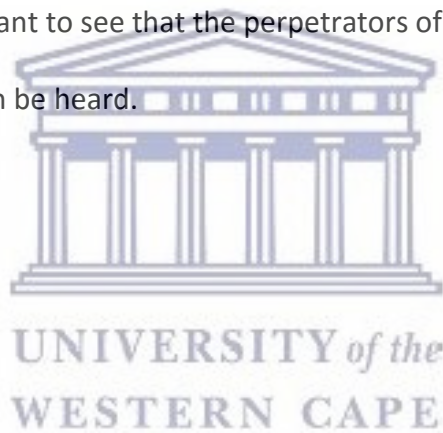 ant to see that the perpetrators of
n be heard.
UNIVERSITY of the
WESTERN CAPE